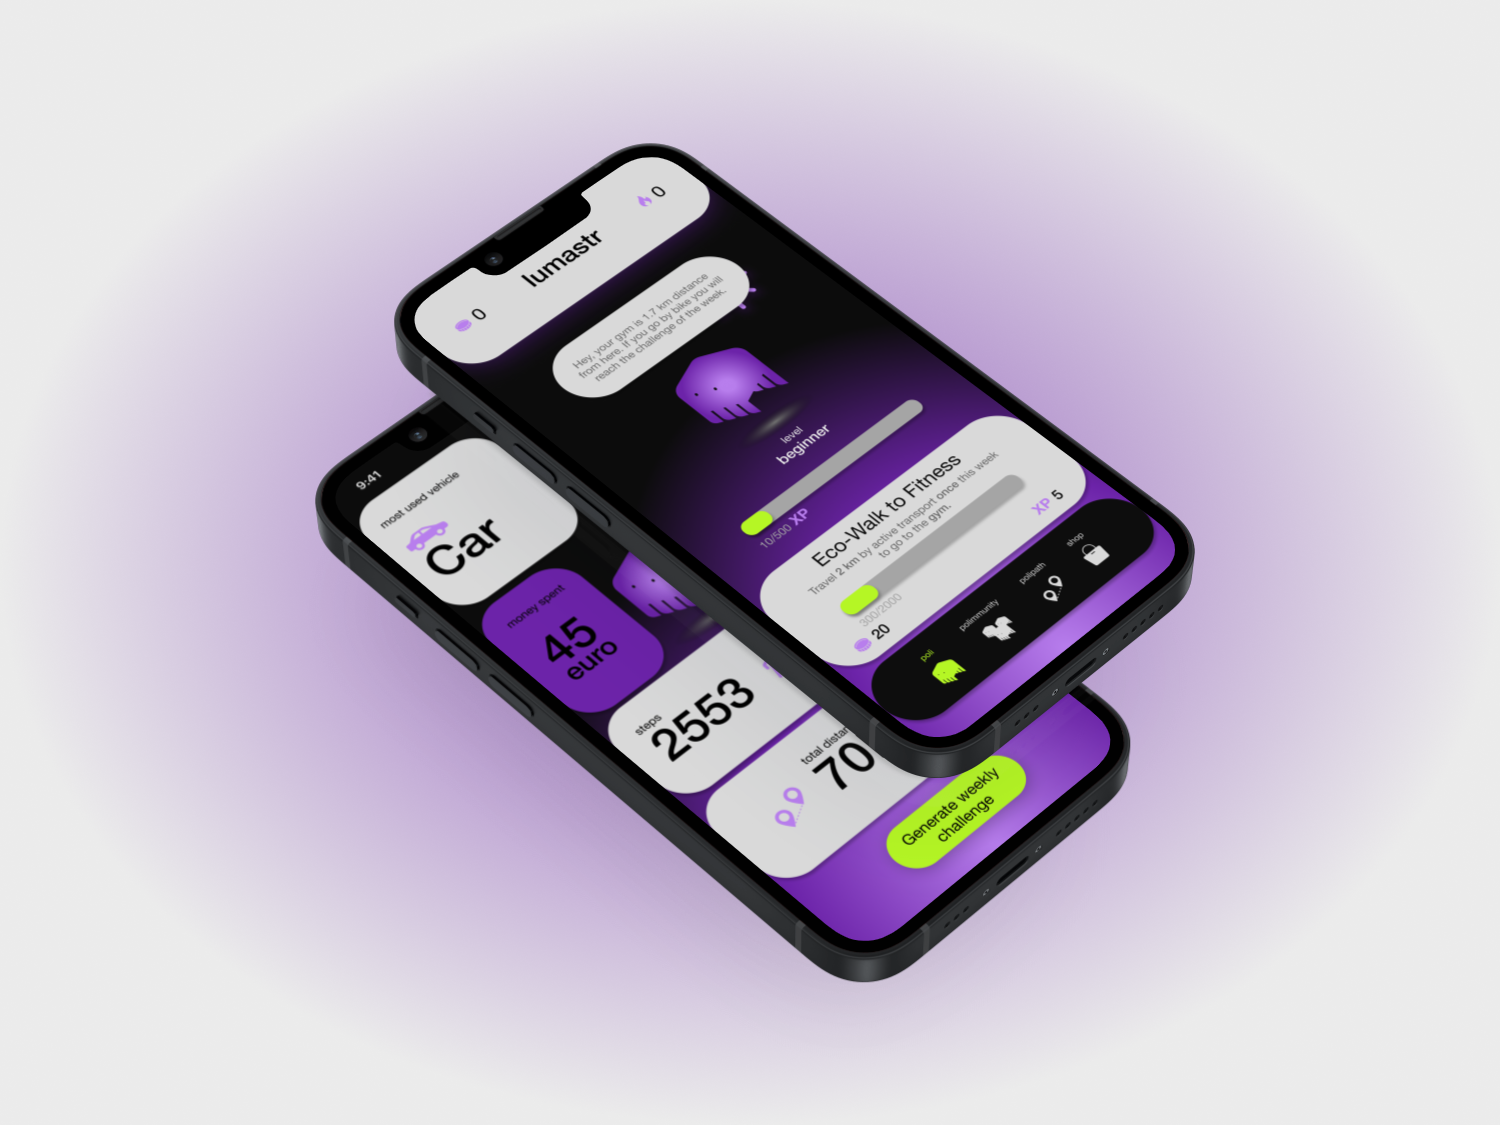 0
lumastr
0
Hey, your gym is 1.7 km distance
from here. If you go by bike you will
reach the challenge of the week.
level
beginner
10/500 XP
Eco-Walk to Fitness
Travel 2 km by active transport once this week
to go to the gym.
300/2000
20
XP 5
poli
polimmunity
polipath
shop
9:41
most used vehicle
Car
money spent
45
euro
steps
2553
total distan
70
Generate weekly
challenge